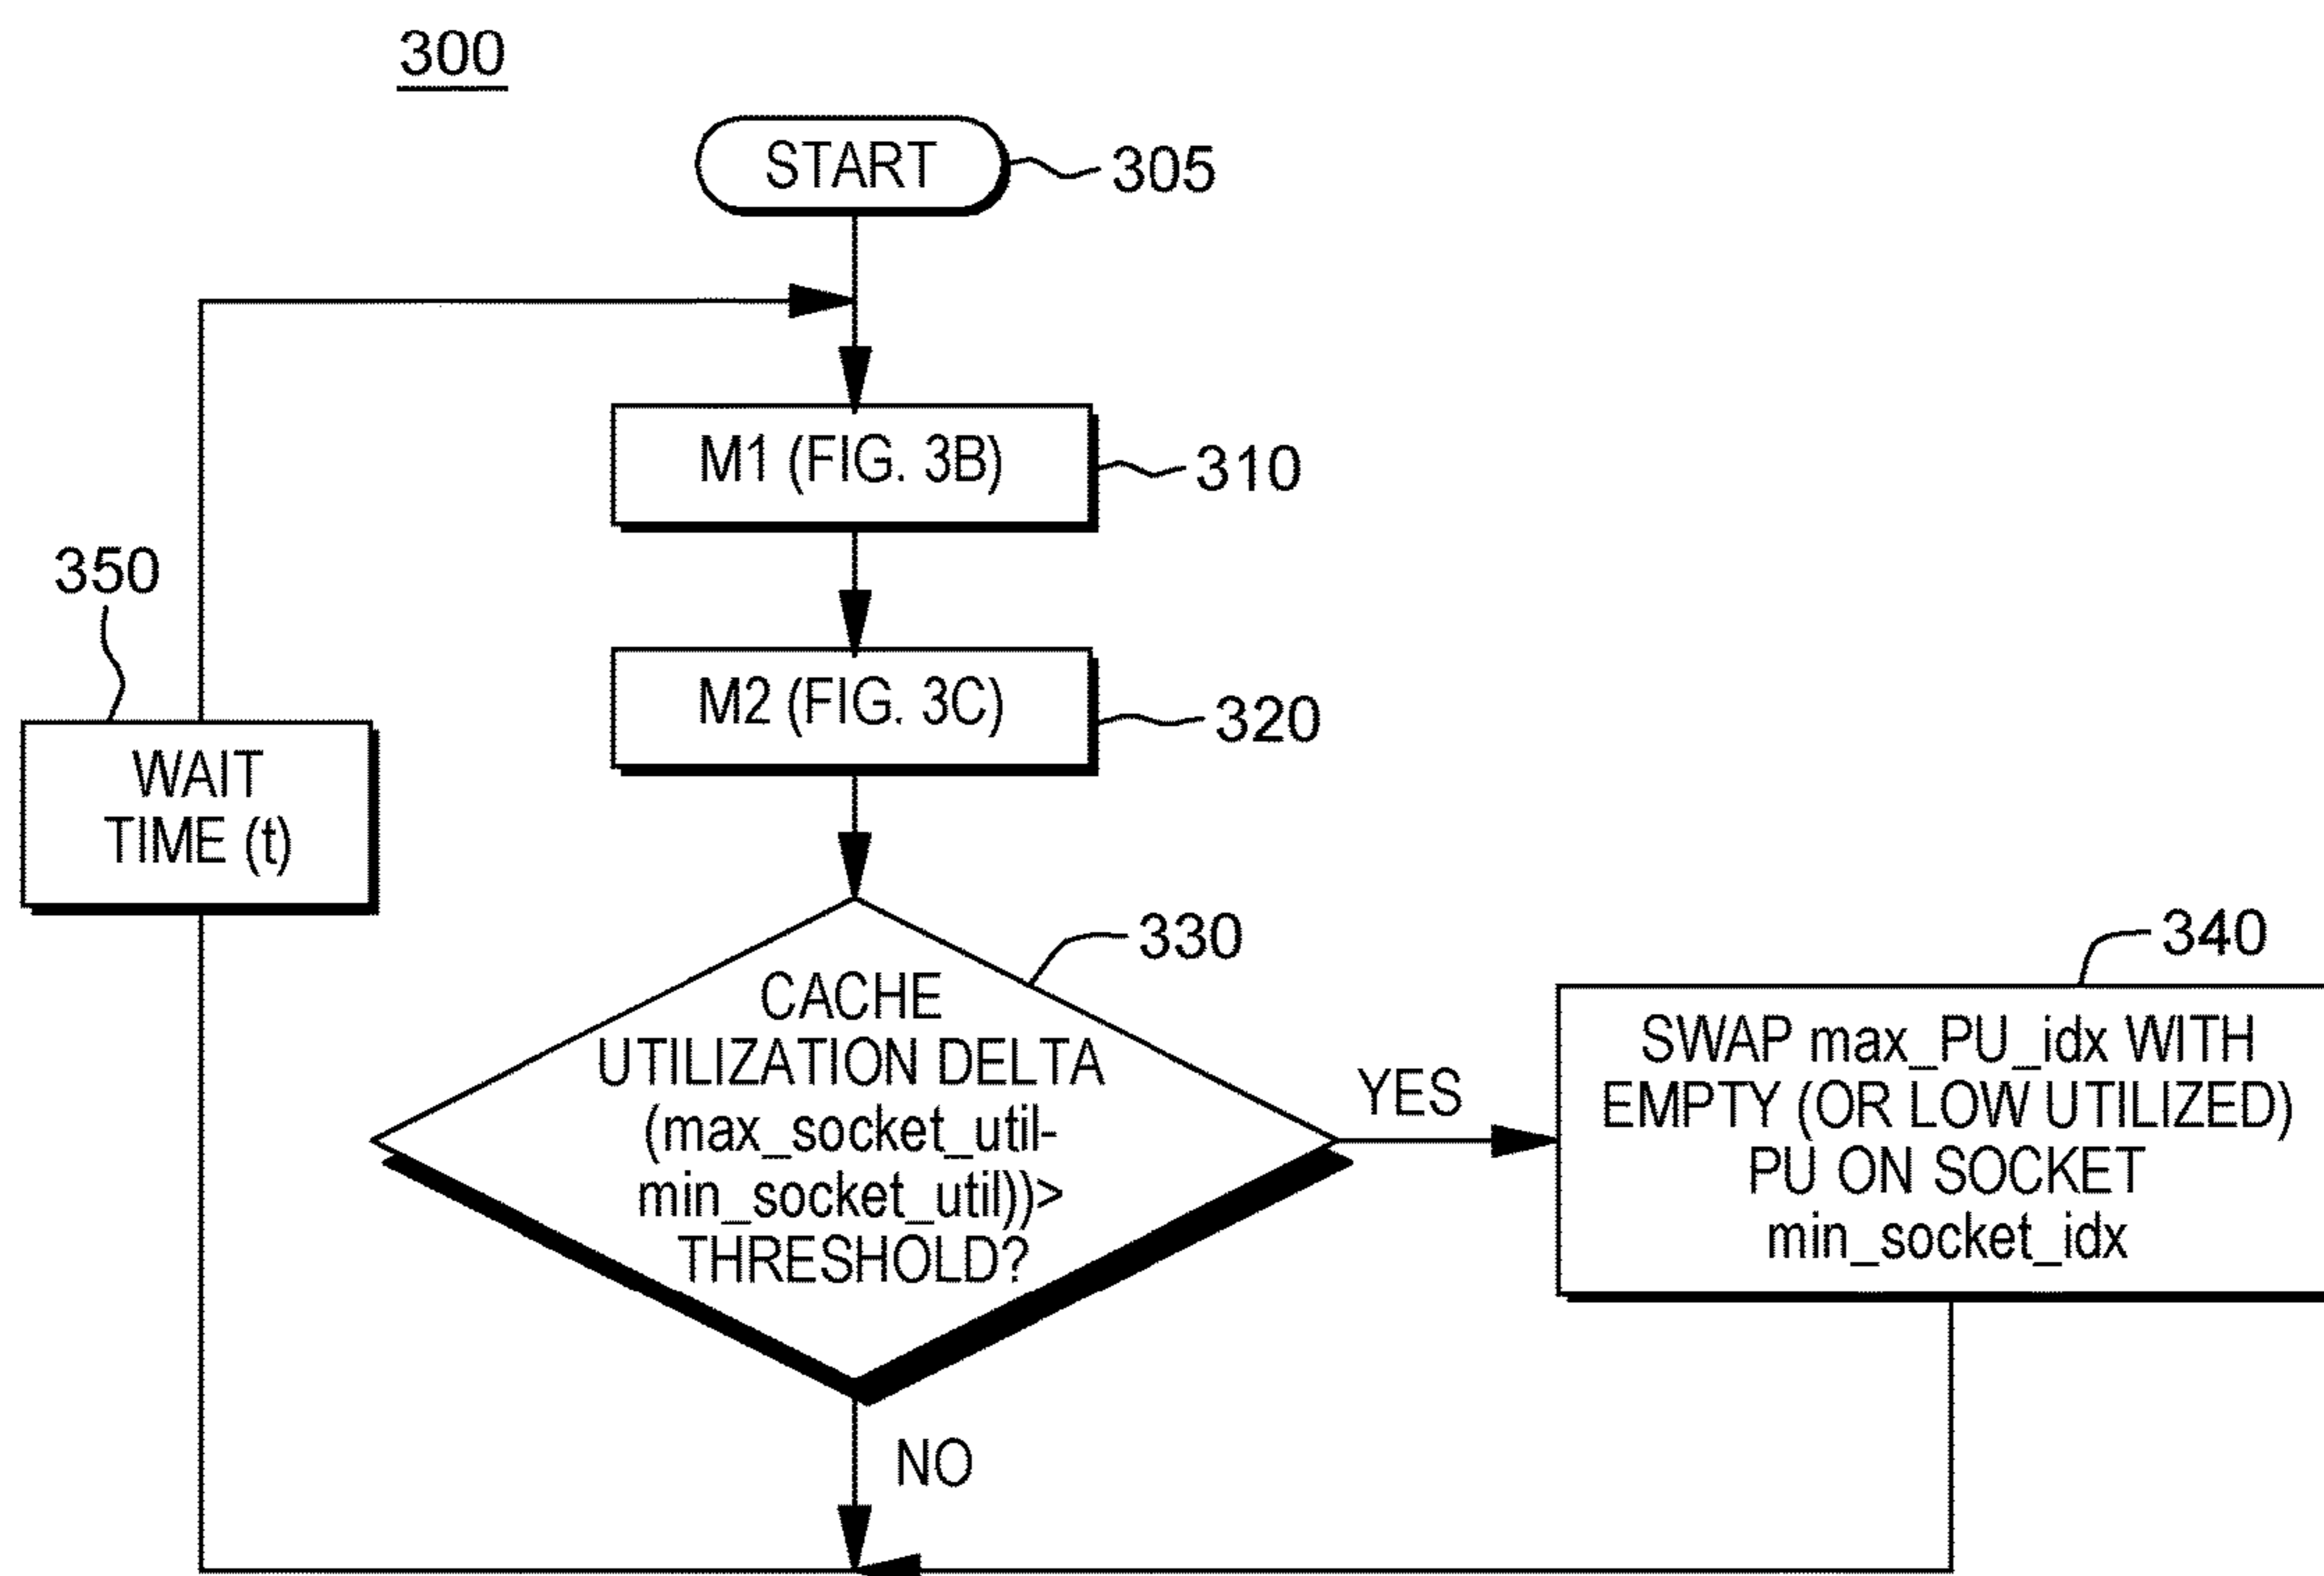 300
START
305
M1 (FIG. 3B)
310
350
M2 (FIG. 3C)
320
WAIT
TIME (t)
330
CACHE
UTILIZATION DELTA
(max_socket_util-
min_socket_util))>
THRESHOLD?
YES
340
SWAP max_PU_idx WITH
EMPTY (OR LOW UTILIZED)
PU ON SOCKET
min_socket_idx
NO